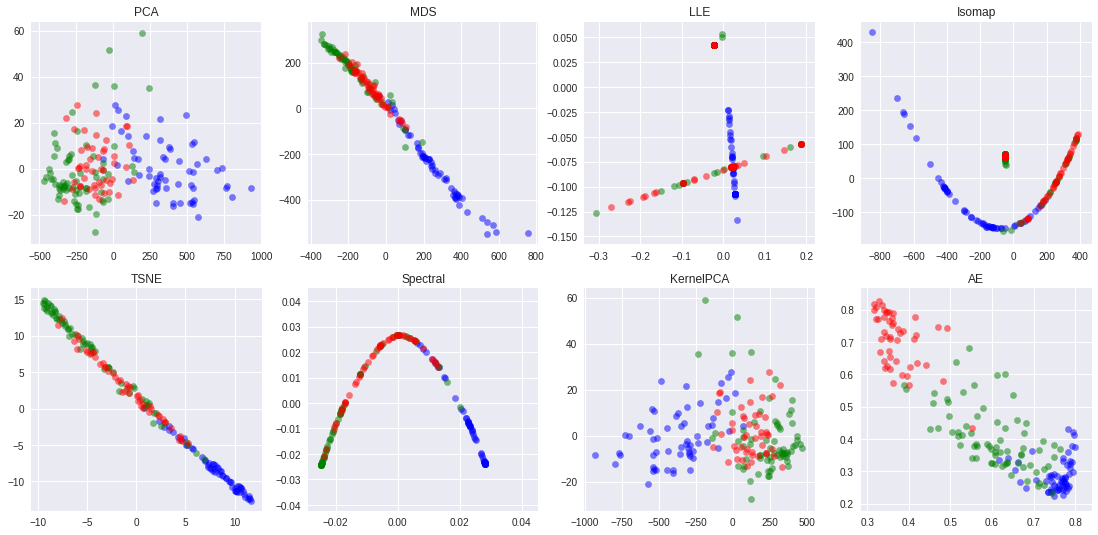 PCA MDS LLE Isomap
60 40 20 0 −20
−500 −250 0 250 500 750 1000
200 0 −200 −400
−400 −200 0 200 400 600 800
0.050 0.025 0.000 −0.025 −0.050 −0.075 −0.100 −0.125 −0.150
−0.3 −0.2 −0.1 0.0 0.1 0.2
400 300 200 100 0 −100
−800 −600 −400 −200 0 200 400
TSNE Spectral KernelPCA AE
15 10 5 0 −5 −10
−10 −5 0 5 10
0.04 0.03 0.02 0.01 0.00 −0.01 −0.02 −0.03 −0.04
−0.02 0.00 0.02 0.04
60 40 20 0 −20
−1000 −750 −500 −250 0 250 500
0.8 0.7 0.6 0.5 0.4 0.3 0.2
0.3 0.4 0.5 0.6 0.7 0.8